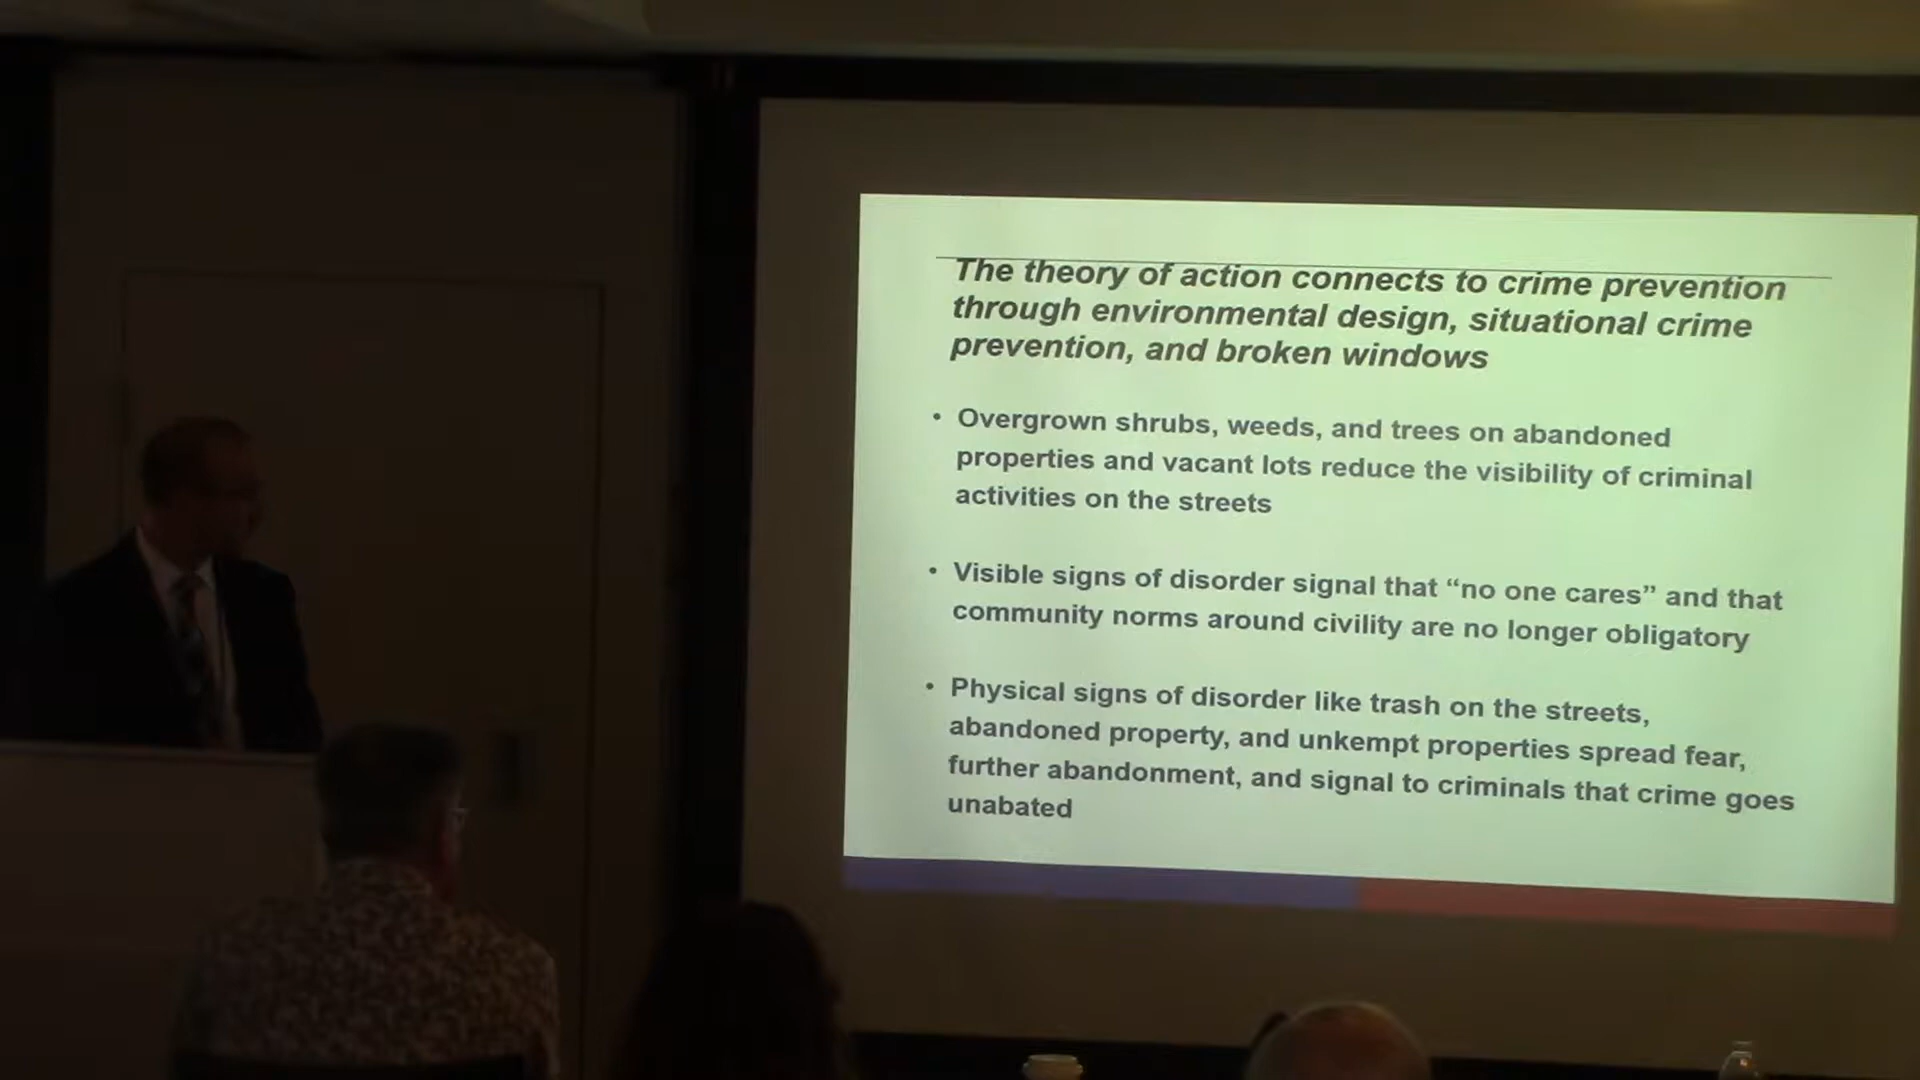 The theory of action connects to crime prevention
through environmental design, situational crime
prevention, and broken windows
• Overgrown shrubs, weeds, and trees on abandoned
properties and vacant lots reduce the visibility of criminal
activities on the streets
• Visible signs of disorder signal that “no one cares” and that
community norms around civility are no longer obligatory
• Physical signs of disorder like trash on the streets,
abandoned property, and unkempt properties spread fear,
further abandonment, and signal to criminals that crime goes
unabated